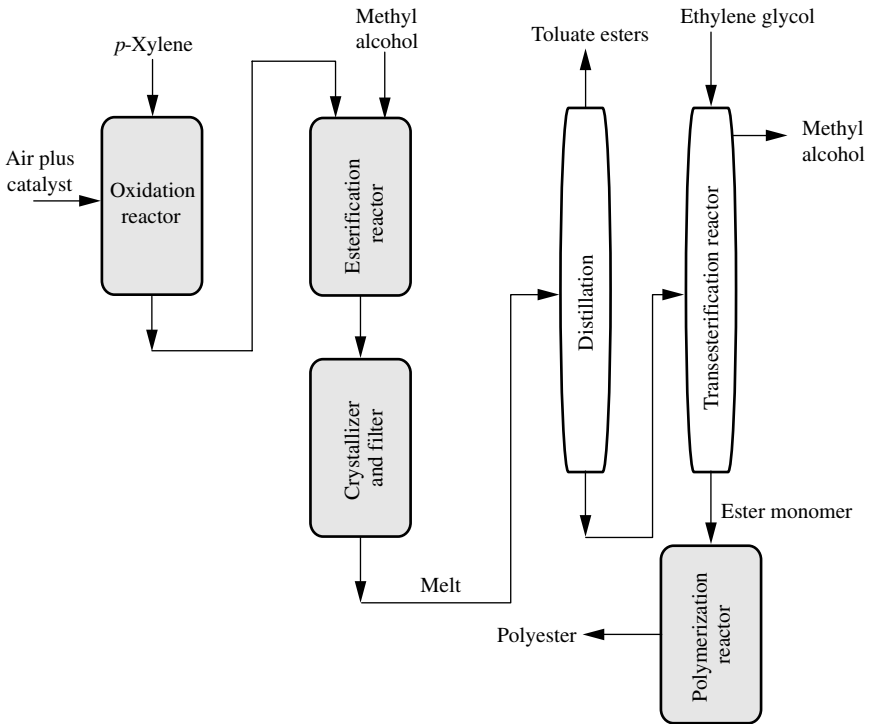 p-Xylene
Air plus
catalyst
Oxidation
reactor
Methyl
alcohol
Esterification
reactor
Crystallizer
and filter
Melt
Toluate esters
Distillation
Ethylene glycol
Methyl
alcohol
Transesterification reactor
Ester monomer
Polymerization
reactor
Polyester